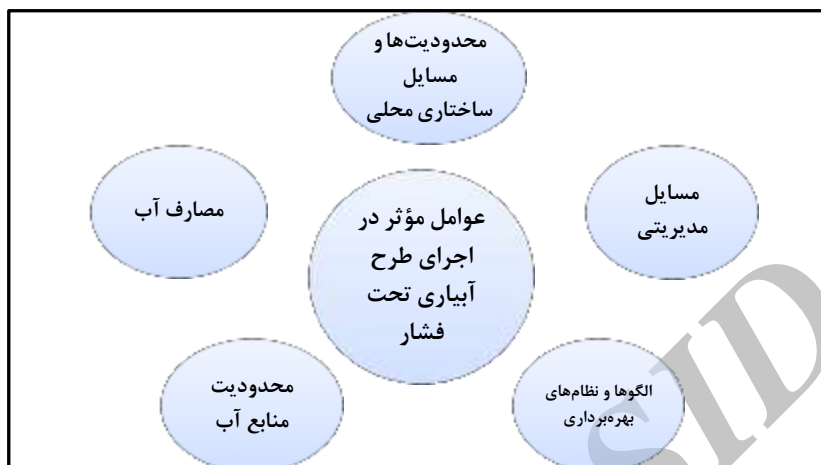 محدودیت‌ها و
مسایل
ساختاری محلی
مسایل
مدیریتی
مصارف آب
عوامل مؤثر در
اجرای طرح
آبیاری تحت
فشار
الگوها و نظام‌های
بهره‌برداری
محدودیت
منابع آب
SID